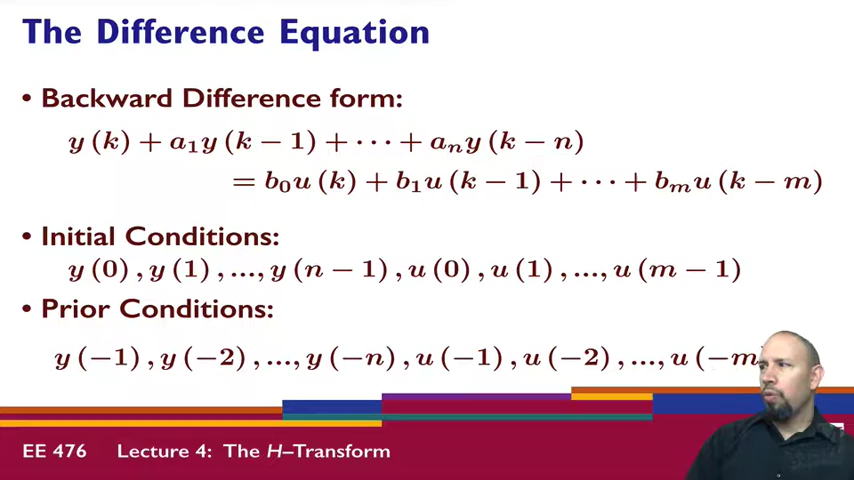 The Difference Equation
• Backward Difference form:
y (k) + a₁y (k − 1) + ··· + aₙy (k − n)
= b₀u (k) + b₁u (k − 1) + ··· + bₘu (k − m)
• Initial Conditions:
y (0) , y (1) , ..., y (n − 1) , u (0) , u (1) , ..., u (m − 1)
• Prior Conditions:
y (−1) , y (−2) , ..., y (−n) , u (−1) , u (−2) , ..., u (−m
EE 476 Lecture 4: The H–Transform